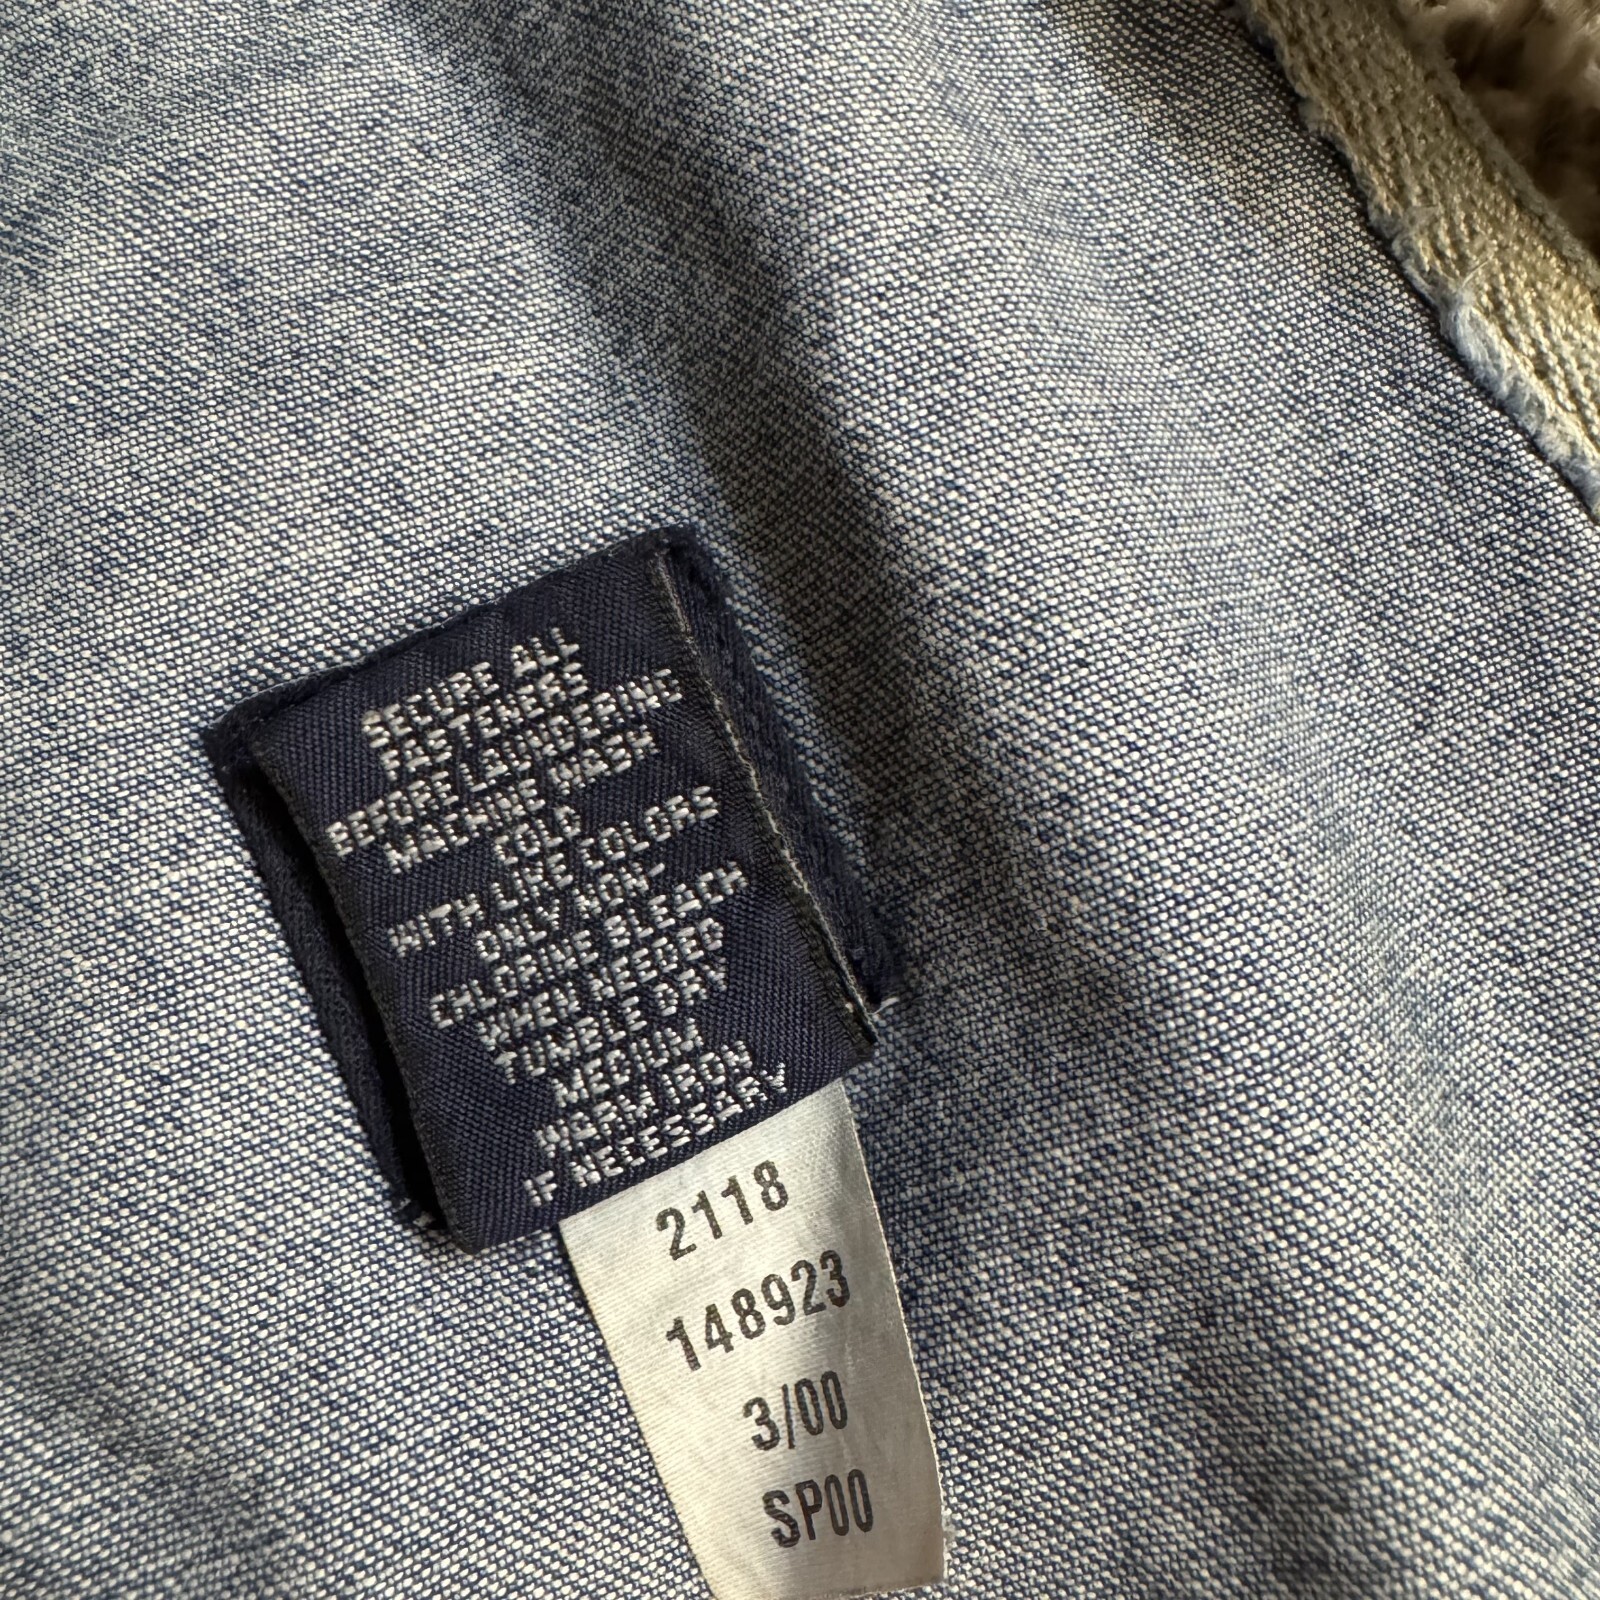 SECURE ALL
FASTENERS
BEFORE LAUNDERING
MACHINE WASH
COLD
WITH LIKE COLORS
ONLY NON-
CHLORINE BLEACH
WHEN NEEDED
TUMBLE DRY
MEDIUM
WARM IRON
IF NECESSARY
2118
148923
3/00
SP00